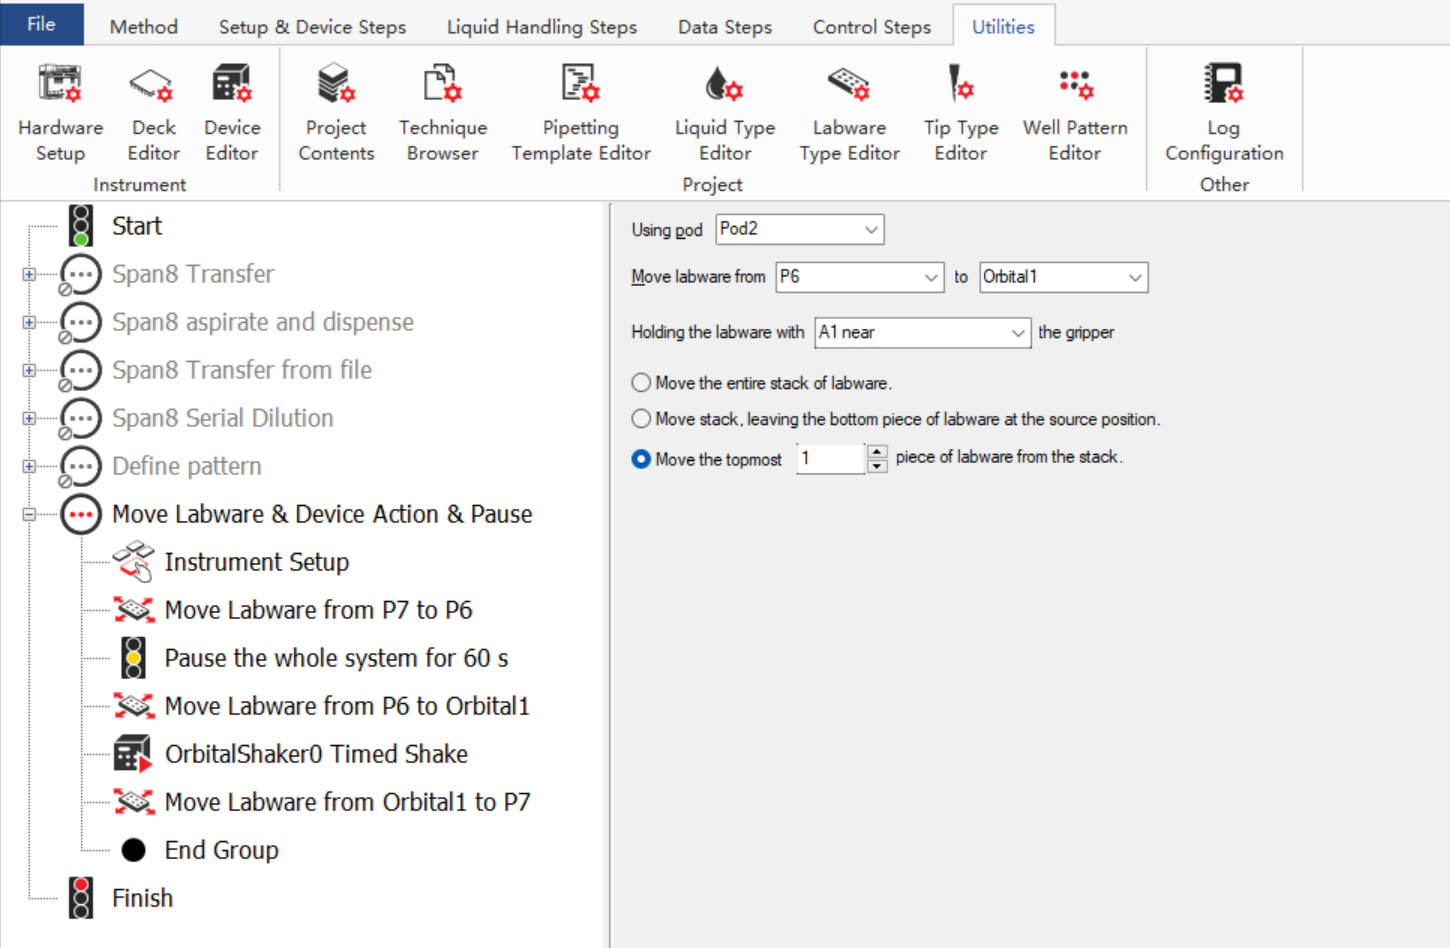 File Method Setup & Device Steps Liquid Handling Steps Data Steps Control Steps Utilities
Hardware Setup
Deck Editor
Device Editor
Instrument
Project Contents
Technique Browser
Pipetting Template Editor
Liquid Type Editor
Labware Type Editor
Tip Type Editor
Well Pattern Editor
Project
Log Configuration
Other
Start
Span8 Transfer
Span8 aspirate and dispense
Span8 Transfer from file
Span8 Serial Dilution
Define pattern
Move Labware & Device Action & Pause
Instrument Setup
Move Labware from P7 to P6
Pause the whole system for 60 s
Move Labware from P6 to Orbital1
OrbitalShaker0 Timed Shake
Move Labware from Orbital1 to P7
End Group
Finish
Using pod Pod2
Move labware from P6 to Orbital1
Holding the labware with A1 near the gripper
Move the entire stack of labware.
Move stack, leaving the bottom piece of labware at the source position.
Move the topmost 1 piece of labware from the stack.